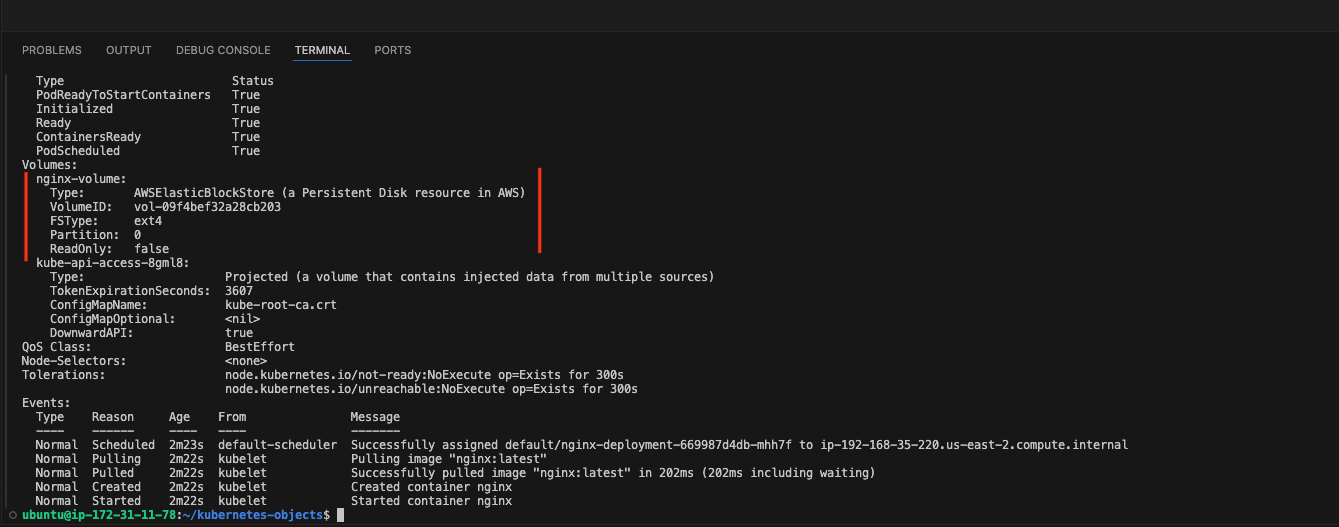 PROBLEMS OUTPUT DEBUG CONSOLE TERMINAL PORTS
Type Status
PodReadyToStartContainers True
Initialized True
Ready True
ContainersReady True
PodScheduled True
Volumes:
nginx-volume:
Type: AWSElasticBlockStore (a Persistent Disk resource in AWS)
VolumeID: vol-09f4bef32a28cb203
FSType: ext4
Partition: 0
ReadOnly: false
kube-api-access-8gml8:
Type: Projected (a volume that contains injected data from multiple sources)
TokenExpirationSeconds: 3607
ConfigMapName: kube-root-ca.crt
ConfigMapOptional: <nil>
DownwardAPI: true
QoS Class: BestEffort
Node-Selectors: <none>
Tolerations: node.kubernetes.io/not-ready:NoExecute op=Exists for 300s
node.kubernetes.io/unreachable:NoExecute op=Exists for 300s
Events:
Type Reason Age From Message
---- ------ ---- ---- -------
Normal Scheduled 2m23s default-scheduler Successfully assigned default/nginx-deployment-669987d4db-mhh7f to ip-192-168-35-220.us-east-2.compute.internal
Normal Pulling 2m22s kubelet Pulling image "nginx:latest"
Normal Pulled 2m22s kubelet Successfully pulled image "nginx:latest" in 202ms (202ms including waiting)
Normal Created 2m22s kubelet Created container nginx
Normal Started 2m22s kubelet Started container nginx
ubuntu@ip-172-31-11-78:~/kubernetes-objects$